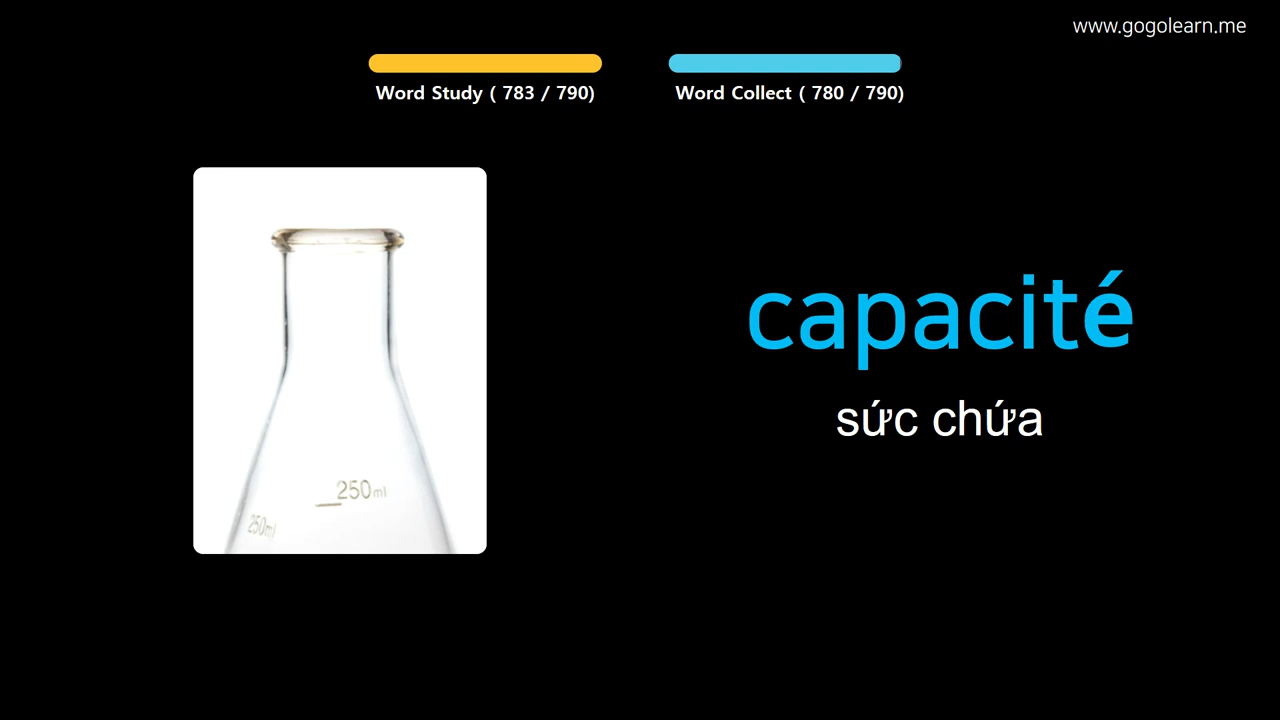 www.gogolearn.me
Word Study ( 783 / 790)
Word Collect ( 780 / 790)
capacité
sức chứa
250ml
250ml